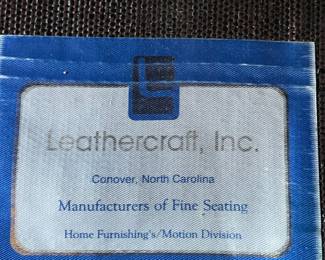 Leathercraft, Inc.
Conover, North Carolina
Manufacturers of Fine Seating
Home Furnishing's/Motion Division